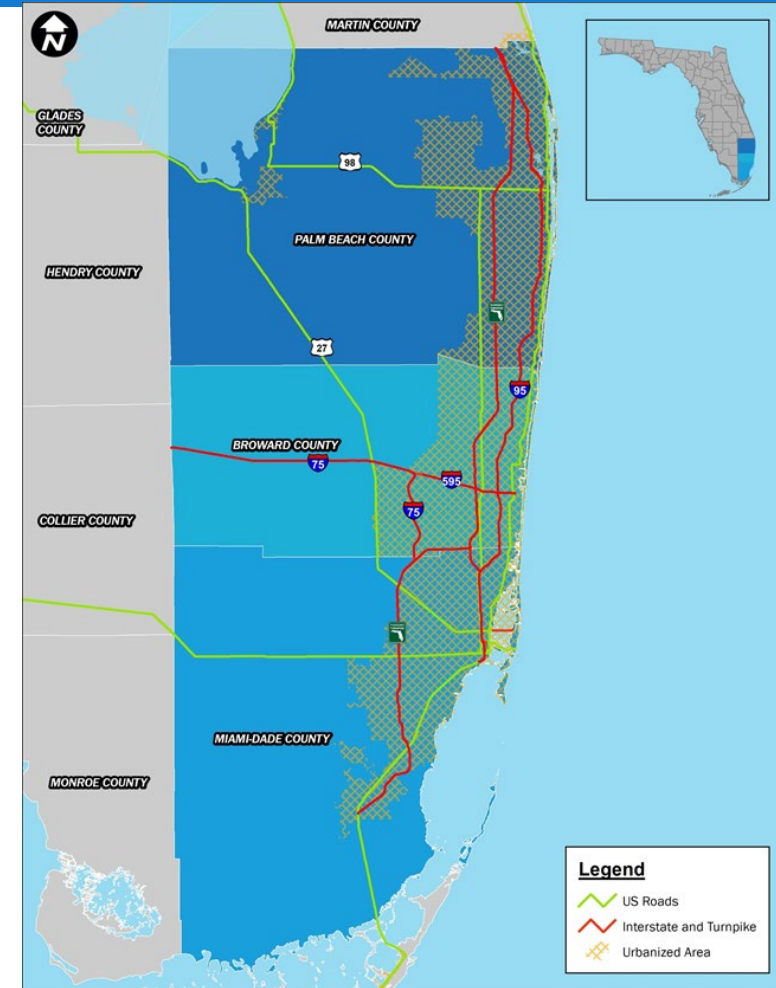 N
MARTIN COUNTY
GLADES
COUNTY
98
PALM BEACH COUNTY
HENDRY COUNTY
27
95
BROWARD COUNTY
75
595
75
COLLIER COUNTY
MIAMI-DADE COUNTY
MONROE COUNTY
Legend
US Roads
Interstate and Turnpike
Urbanized Area